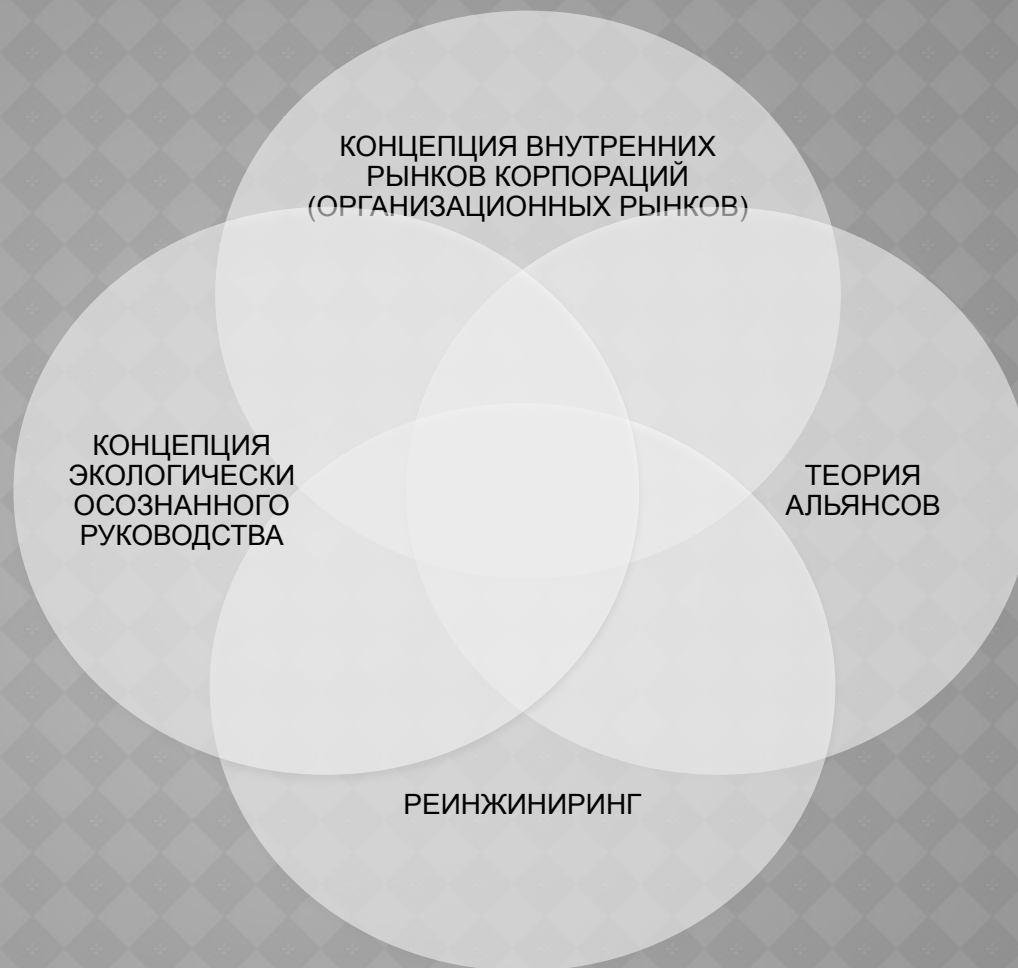 КОНЦЕПЦИЯ ВНУТРЕННИХ
РЫНКОВ КОРПОРАЦИЙ
(ОРГАНИЗАЦИОННЫХ РЫНКОВ)
КОНЦЕПЦИЯ
ЭКОЛОГИЧЕСКИ
ОСОЗНАННОГО
РУКОВОДСТВА
ТЕОРИЯ
АЛЬЯНСОВ
РЕИНЖИНИРИНГ